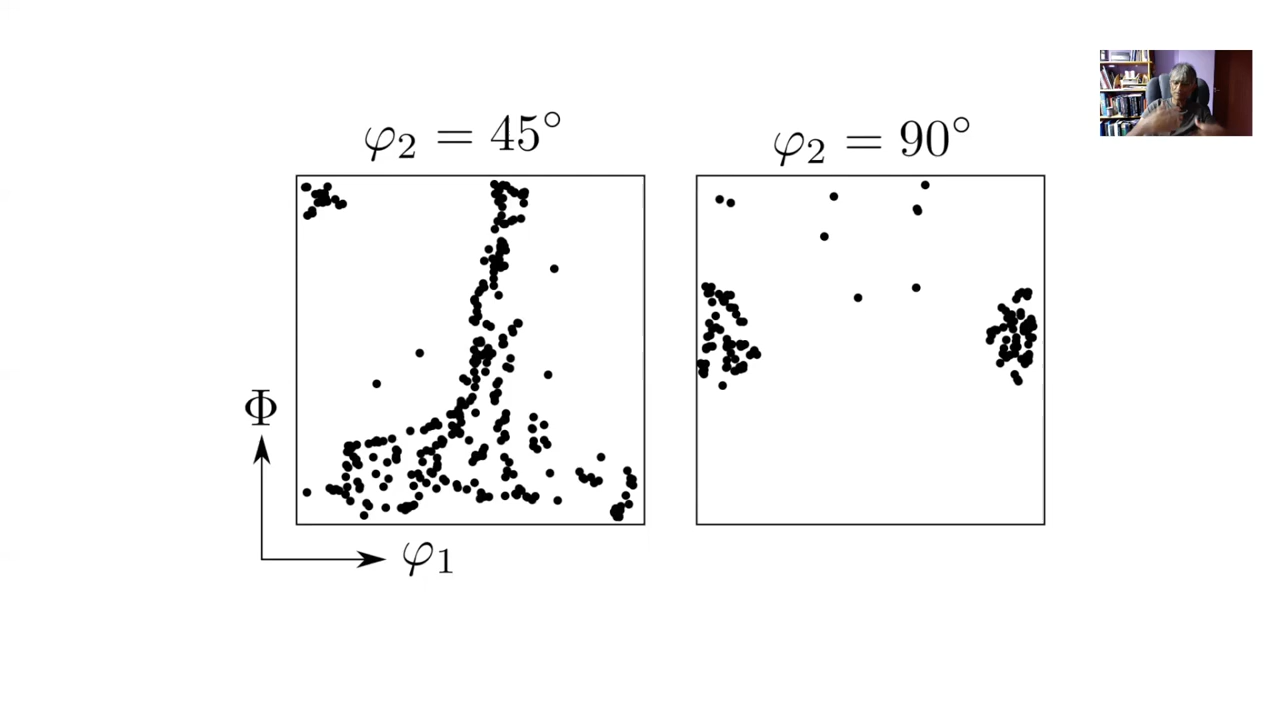 φ₂ = 45°
φ₂ = 90°
Φ
φ₁